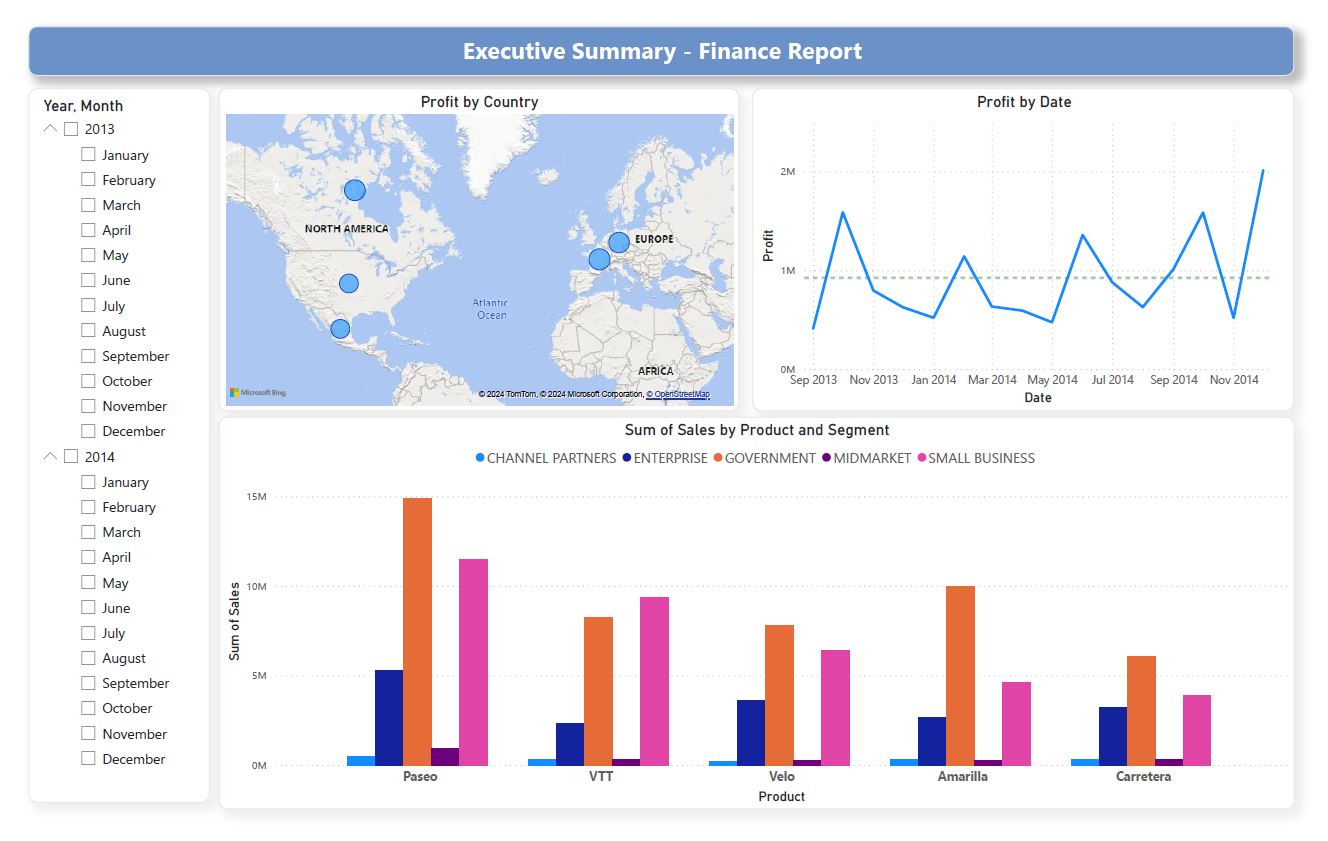 Executive Summary - Finance Report
Year, Month
2013
January
February
March
April
May
June
July
August
September
October
November
December
2014
January
February
March
April
May
June
July
August
September
October
November
December
Profit by Country
NORTH AMERICA
EUROPE
Atlantic
Ocean
AFRICA
Microsoft Bing
© 2024 TomTom, © 2024 Microsoft Corporation, © OpenStreetMap
Profit by Date
Profit
2M
1M
0M
Sep 2013 Nov 2013 Jan 2014 Mar 2014 May 2014 Jul 2014 Sep 2014 Nov 2014
Date
Sum of Sales by Product and Segment
CHANNEL PARTNERS ENTERPRISE GOVERNMENT MIDMARKET SMALL BUSINESS
Sum of Sales
15M
10M
5M
0M
Paseo VTT Velo Amarilla Carretera
Product